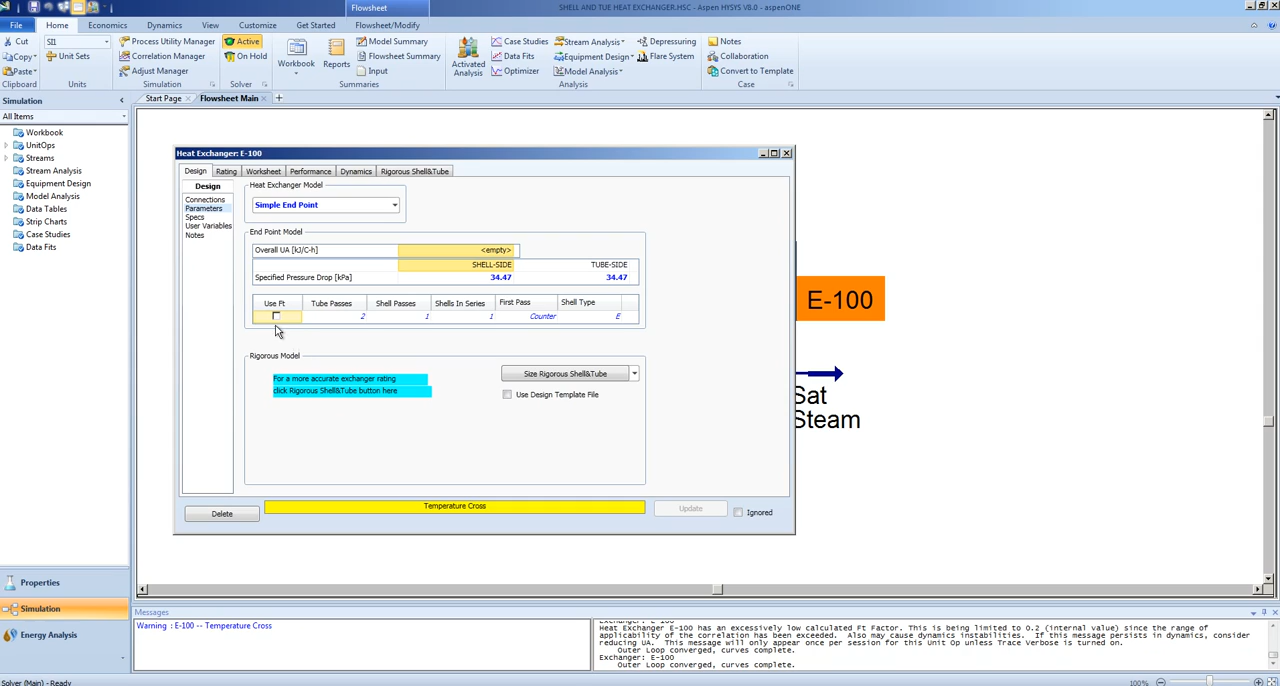 Flowsheet
SHELL AND TUE HEAT EXCHANGER.HSC - Aspen HYSYS V8.0 - aspenONE
File Home Economics Dynamics View Customize Get Started Flowsheet/Modify
Cut
Copy
Paste
Clipboard
SI1
Unit Sets
Units
Process Utility Manager
Correlation Manager
Adjust Manager
Simulation
Active
On Hold
Solver
Workbook
Reports
Model Summary
Flowsheet Summary
Input
Summaries
Activated Analysis
Case Studies
Data Fits
Optimizer
Stream Analysis
Equipment Design
Model Analysis
Depressuring
Flare System
Analysis
Notes
Collaboration
Convert to Template
Case
Simulation
All Items
Workbook
UnitOps
Streams
Stream Analysis
Equipment Design
Model Analysis
Data Tables
Strip Charts
Case Studies
Data Fits
Properties
Simulation
Energy Analysis
Start Page Flowsheet Main
Heat Exchanger: E-100
Design Rating Worksheet Performance Dynamics Rigorous Shell&Tube
Design
Connections
Parameters
Specs
User Variables
Notes
Heat Exchanger Model
Simple End Point
End Point Model
Overall UA [kJ/C-h] <empty>
SHELL-SIDE TUBE-SIDE
Specified Pressure Drop [kPa] 34.47 34.47
Use Ft Tube Passes Shell Passes Shells In Series First Pass Shell Type
2 1 1 Counter E
Rigorous Model
For a more accurate exchanger rating
click Rigorous Shell&Tube button here
Size Rigorous Shell&Tube
Use Design Template File
Delete
Temperature Cross
Update
Ignored
E-100
Sat
Steam
Messages
Warning : E-100 -- Temperature Cross
Exchanger: E-100
Heat Exchanger E-100 has an excessively low calculated Ft Factor. This is being limited to 0.2 (internal value) since the range of
applicability of the correlation has been exceeded. Also may cause dynamics instabilities. If this message persists in dynamics, consider
reducing UA. This message will only appear once per session for this Unit Op unless Trace Verbose is turned on.
Outer Loop converged, curves complete.
Exchanger: E-100
Outer Loop converged, curves complete.
Solver (Main) - Ready
100%